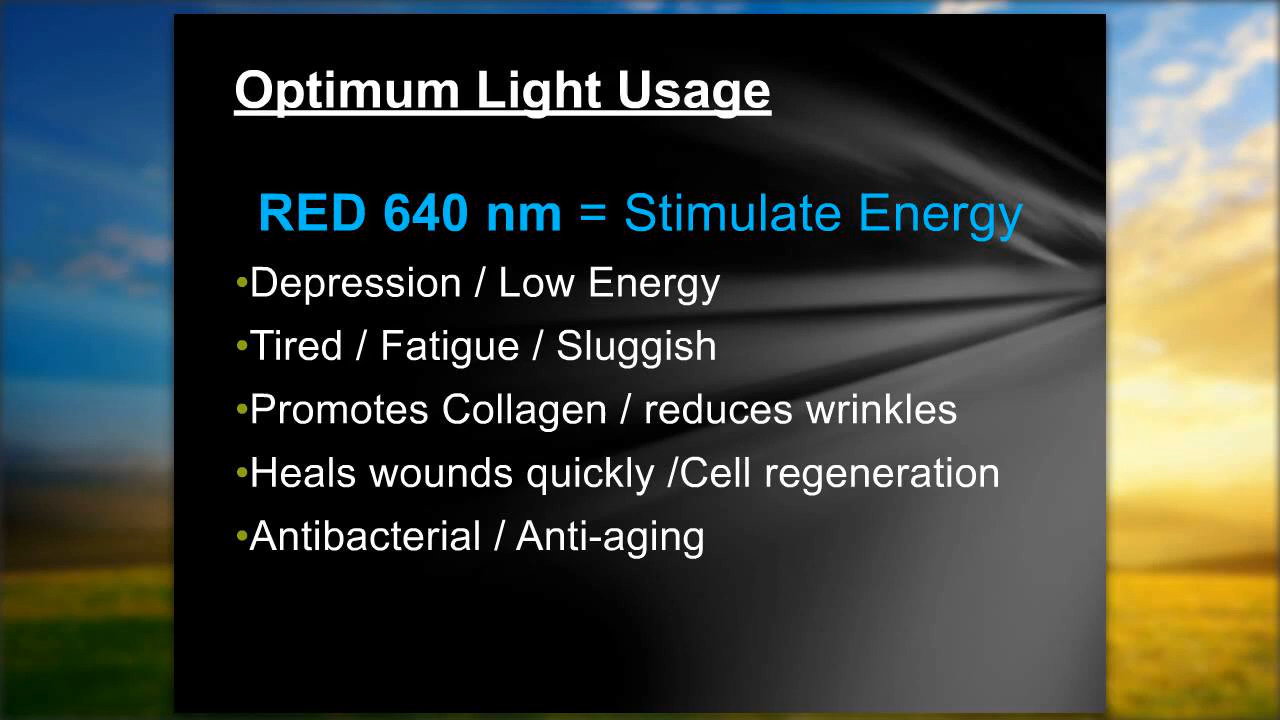 Optimum Light Usage
RED 640 nm = Stimulate Energy
•Depression / Low Energy
•Tired / Fatigue / Sluggish
•Promotes Collagen / reduces wrinkles
•Heals wounds quickly /Cell regeneration
•Antibacterial / Anti-aging